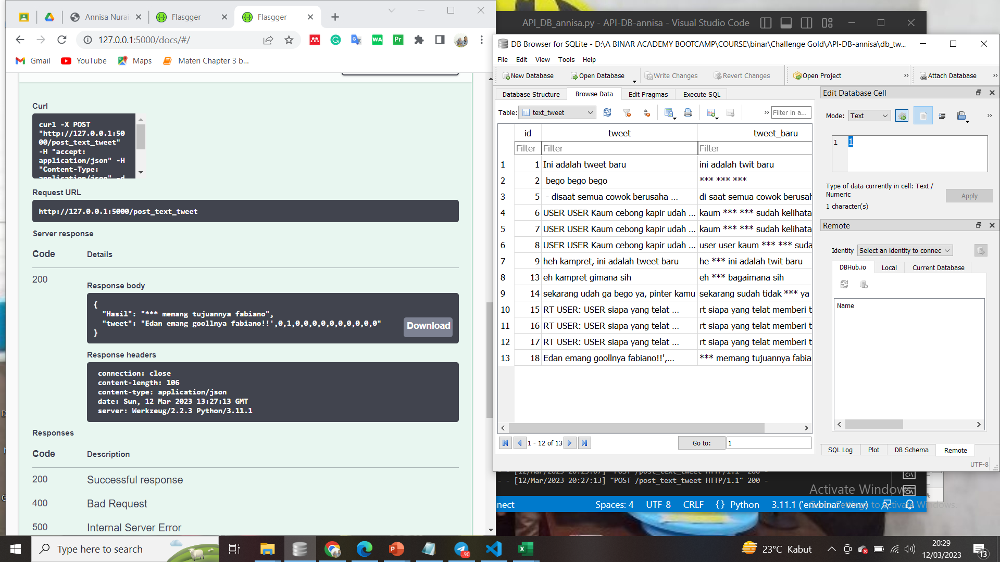 Annisa Nurai
Flasgger
Flasgger
127.0.0.1:5000/docs/#/
Gmail
YouTube
Maps
Materi Chapter 3 b...
Curl
curl -X POST
"http://127.0.0.1:50
00/post_text_tweet"
-H "accept:
application/json" -H
"Content-Type:
application/json" -d
Request URL
http://127.0.0.1:5000/post_text_tweet
Server response
Code Details
200
Response body
{
"Hasil": "*** memang tujuannya fabiano",
"tweet": "Edan emang goollnya fabiano!!',0,1,0,0,0,0,0,0,0,0,0,0"
}
Download
Response headers
connection: close
content-length: 106
content-type: application/json
date: Sun, 12 Mar 2023 13:27:13 GMT
server: Werkzeug/2.2.3 Python/3.11.1
Responses
Code Description
200 Successful response
400 Bad Request
500 Internal Server Error
API_DB_annisa.py - API-DB-annisa - Visual Studio Code
DB Browser for SQLite - D:\A BINAR ACADEMY BOOTCAMP\COURSE\binar\Challenge Gold\API-DB-annisa\db_tw...
File Edit View Tools Help
New Database Open Database Write Changes Revert Changes Open Project Attach Database
Database Structure Browse Data Edit Pragmas Execute SQL
Table: text_tweet Filter in a...
id tweet tweet_baru
Filter Filter Filter
1 1 Ini adalah tweet baru ini adalah twit baru
2 2 bego bego bego *** *** ***
3 5 - disaat semua cowok berusaha ... di saat semua cowok berusah
4 6 USER USER Kaum cebong kapir udah ... kaum *** *** sudah kelihata
5 7 USER USER Kaum cebong kapir udah ... kaum *** *** sudah kelihata
6 8 USER USER Kaum cebong kapir udah ... user user kaum *** *** suda
7 9 heh kampret, ini adalah tweet baru he *** ini adalah twit baru
8 13 eh kampret gimana sih eh *** bagaimana sih
9 14 sekarang udah ga bego ya, pinter kamu sekarang sudah tidak *** ya
10 15 RT USER: USER siapa yang telat ... rt siapa yang telat memberi t
11 16 RT USER: USER siapa yang telat ... rt siapa yang telat memberi t
12 17 RT USER: USER siapa yang telat ... rt siapa yang telat memberi t
13 18 Edan emang goollnya fabiano!!',... *** memang tujuannya fabia
1 - 12 of 13
Go to: 1
Edit Database Cell
Mode: Text
1 1
Type of data currently in cell: Text /
Numeric
1 character(s)
Apply
Remote
Identity Select an identity to connec
DBHub.io Local Current Database
Name
SQL Log Plot DB Schema Remote
UTF-8
- - [12/Mar/2023 20:27:13] "POST /post_text_tweet HTTP/1.1" 200 -
Activate Windows
Go to Settings to activate Windows.
nnect
Spaces: 4 UTF-8 CRLF {} Python 3.11.1 ('envbinar': venv)
Type here to search
..90
23°C Kabut
20:29
12/03/2023
13